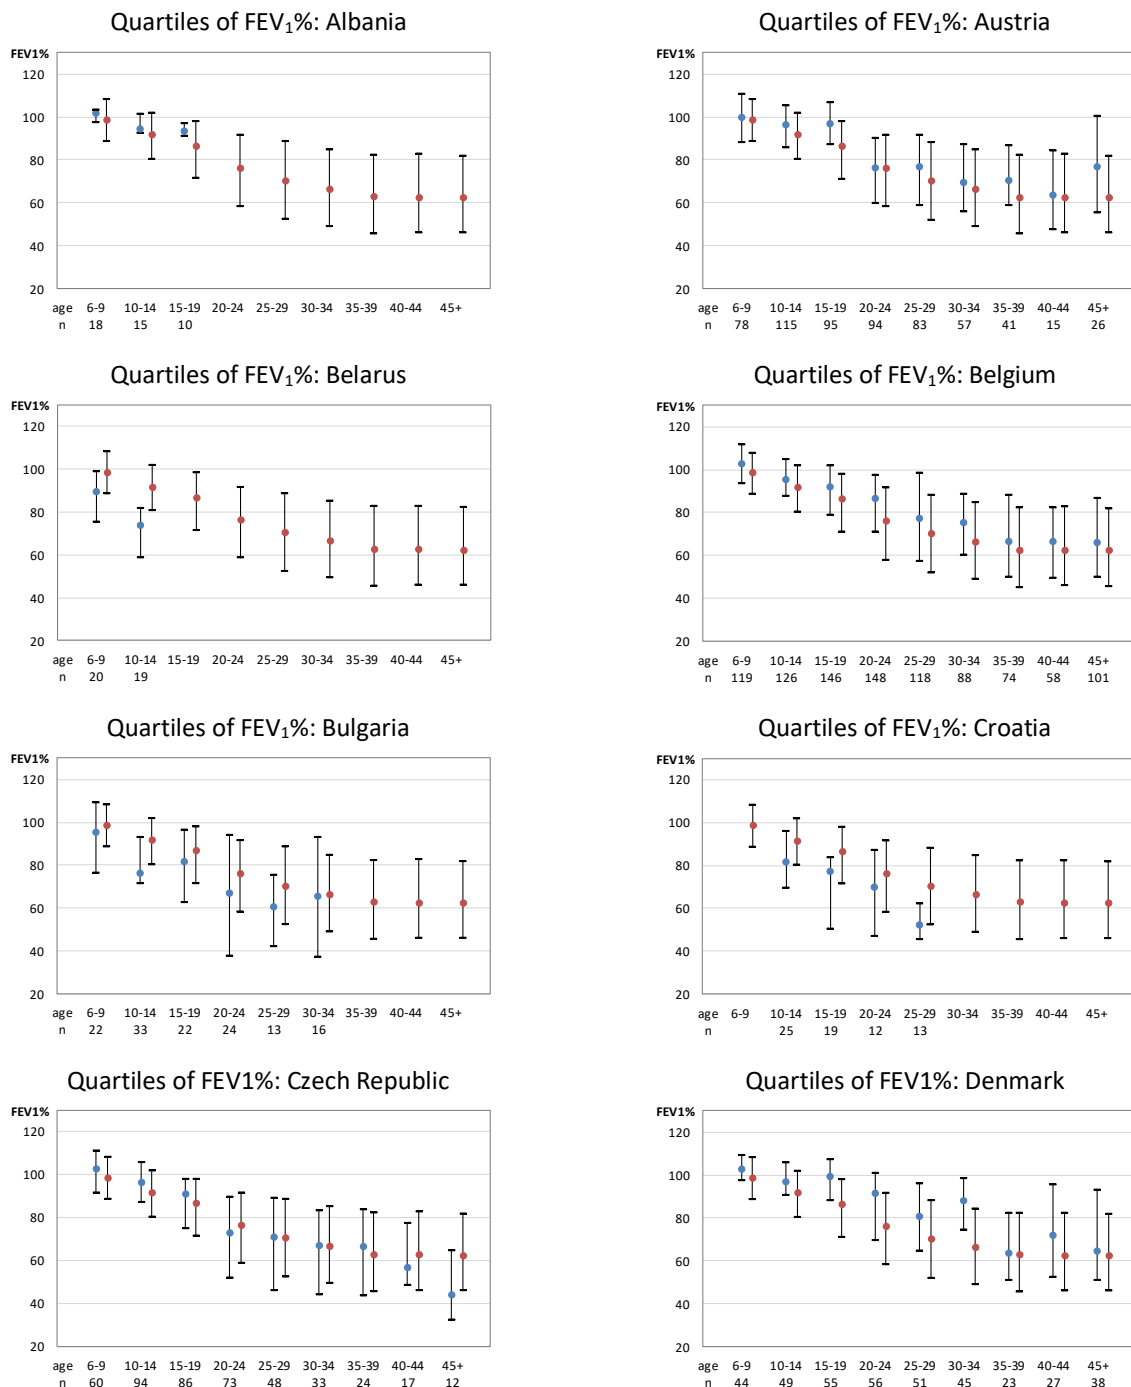 Quartiles of FEV₁%: Albania
FEV1%
120
100
80
60
40
20
age 6-9 10-14 15-19 20-24 25-29 30-34 35-39 40-44 45+
n 18 15 10
Quartiles of FEV₁%: Austria
FEV1%
120
100
80
60
40
20
age 6-9 10-14 15-19 20-24 25-29 30-34 35-39 40-44 45+
n 78 115 95 94 83 57 41 15 26
Quartiles of FEV₁%: Belarus
FEV1%
120
100
80
60
40
20
age 6-9 10-14 15-19 20-24 25-29 30-34 35-39 40-44 45+
n 20 19
Quartiles of FEV₁%: Belgium
FEV1%
120
100
80
60
40
20
age 6-9 10-14 15-19 20-24 25-29 30-34 35-39 40-44 45+
n 119 126 146 148 118 88 74 58 101
Quartiles of FEV₁%: Bulgaria
FEV1%
120
100
80
60
40
20
age 6-9 10-14 15-19 20-24 25-29 30-34 35-39 40-44 45+
n 22 33 22 24 13 16
Quartiles of FEV₁%: Croatia
FEV1%
120
100
80
60
40
20
age 6-9 10-14 15-19 20-24 25-29 30-34 35-39 40-44 45+
n 25 19 12 13
Quartiles of FEV1%: Czech Republic
FEV1%
120
100
80
60
40
20
age 6-9 10-14 15-19 20-24 25-29 30-34 35-39 40-44 45+
n 60 94 86 73 48 33 24 17 12
Quartiles of FEV1%: Denmark
FEV1%
120
100
80
60
40
20
age 6-9 10-14 15-19 20-24 25-29 30-34 35-39 40-44 45+
n 44 49 55 56 51 45 23 27 38